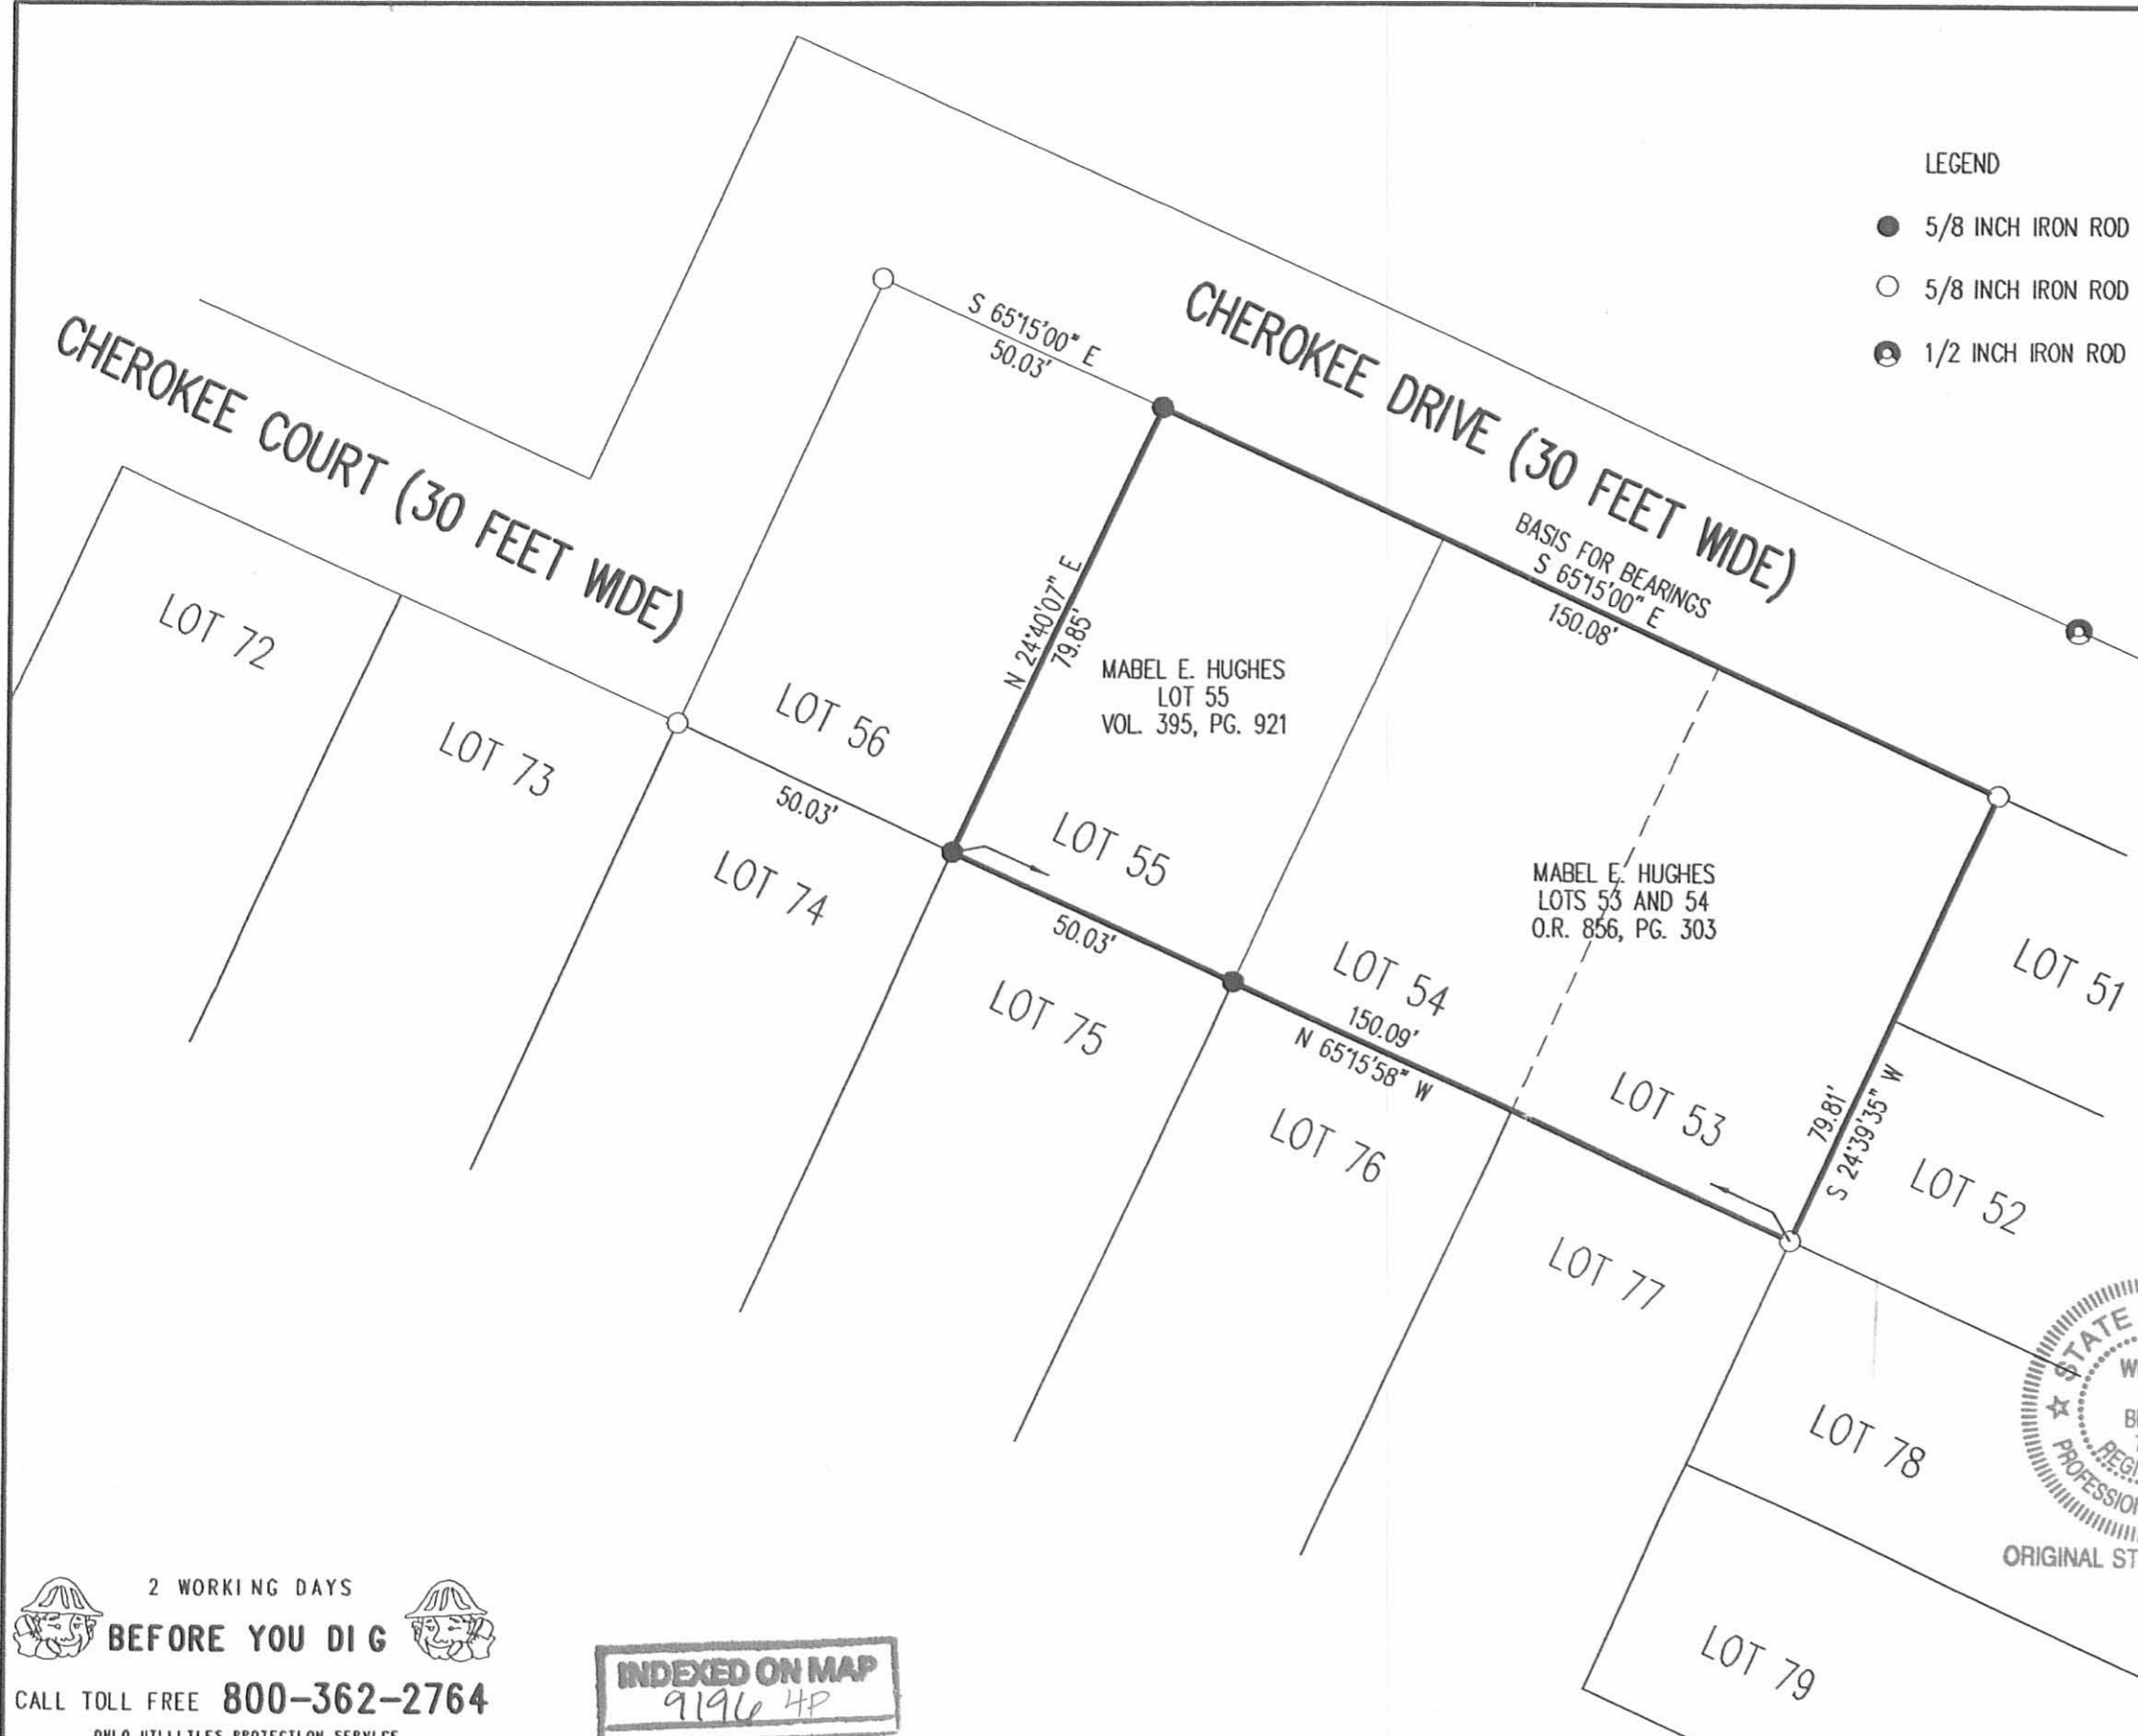 LEGEND
5/8 INCH IRON ROD
5/8 INCH IRON ROD
1/2 INCH IRON ROD
CHEROKEE DRIVE (30 FEET WIDE)
S 65°15'00" E
50.03'
CHEROKEE COURT (30 FEET WIDE)
BASIS FOR BEARINGS
S 65°15'00" E
150.08'
N 24°40'07" E
79.85'
MABEL E. HUGHES
LOT 55
VOL. 395, PG. 921
LOT 72
LOT 73
LOT 56
50.03'
LOT 74
LOT 55
50.03'
LOT 75
MABEL E. HUGHES
LOTS 53 AND 54
O.R. 856, PG. 303
LOT 54
150.09'
N 65°15'58" W
LOT 76
LOT 53
79.81'
S 24°39'35" W
LOT 51
LOT 52
LOT 77
LOT 78
LOT 79
STATE
PROFESSION
ORIGINAL ST
2 WORKING DAYS
BEFORE YOU DIG
CALL TOLL FREE 800-362-2764
OHIO UTILITIES PROTECTION SERVICE
INDEXED ON MAP
9196 4P